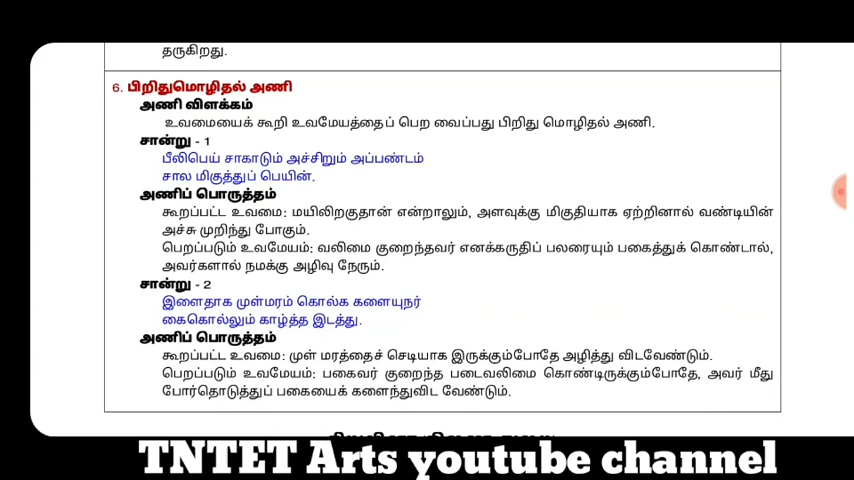 தருகிறது.
6. பிறிதுமொழிதல் அணி
அணி விளக்கம்
உவமையைக் கூறி உவமேயத்தைப் பெற வைப்பது பிறிது மொழிதல் அணி.
சான்று - 1
பீலிபெய் சாகாடும் அச்சிறும் அப்பண்டம்
சால மிகுத்துப் பெயின்.
அணிப் பொருத்தம்
கூறப்பட்ட உவமை: மயிலிறகுதான் என்றாலும், அளவுக்கு மிகுதியாக ஏற்றினால் வண்டியின்
அச்சு முறிந்து போகும்.
பெறப்படும் உவமேயம்: வலிமை குறைந்தவர் எனக்கருதிப் பலரையும் பகைத்துக் கொண்டால்,
அவர்களால் நமக்கு அழிவு நேரும்.
சான்று - 2
இளைதாக முள்மரம் கொல்க களையுநர்
கைகொல்லும் காழ்த்த இடத்து.
அணிப் பொருத்தம்
கூறப்பட்ட உவமை: முள் மரத்தைச் செடியாக இருக்கும்போதே அழித்து விடவேண்டும்.
பெறப்படும் உவமேயம்: பகைவர் குறைந்த படைவலிமை கொண்டிருக்கும்போதே, அவர் மீது
போர்தொடுத்துப் பகையைக் களைந்துவிட வேண்டும்.
TNTET Arts youtube channel